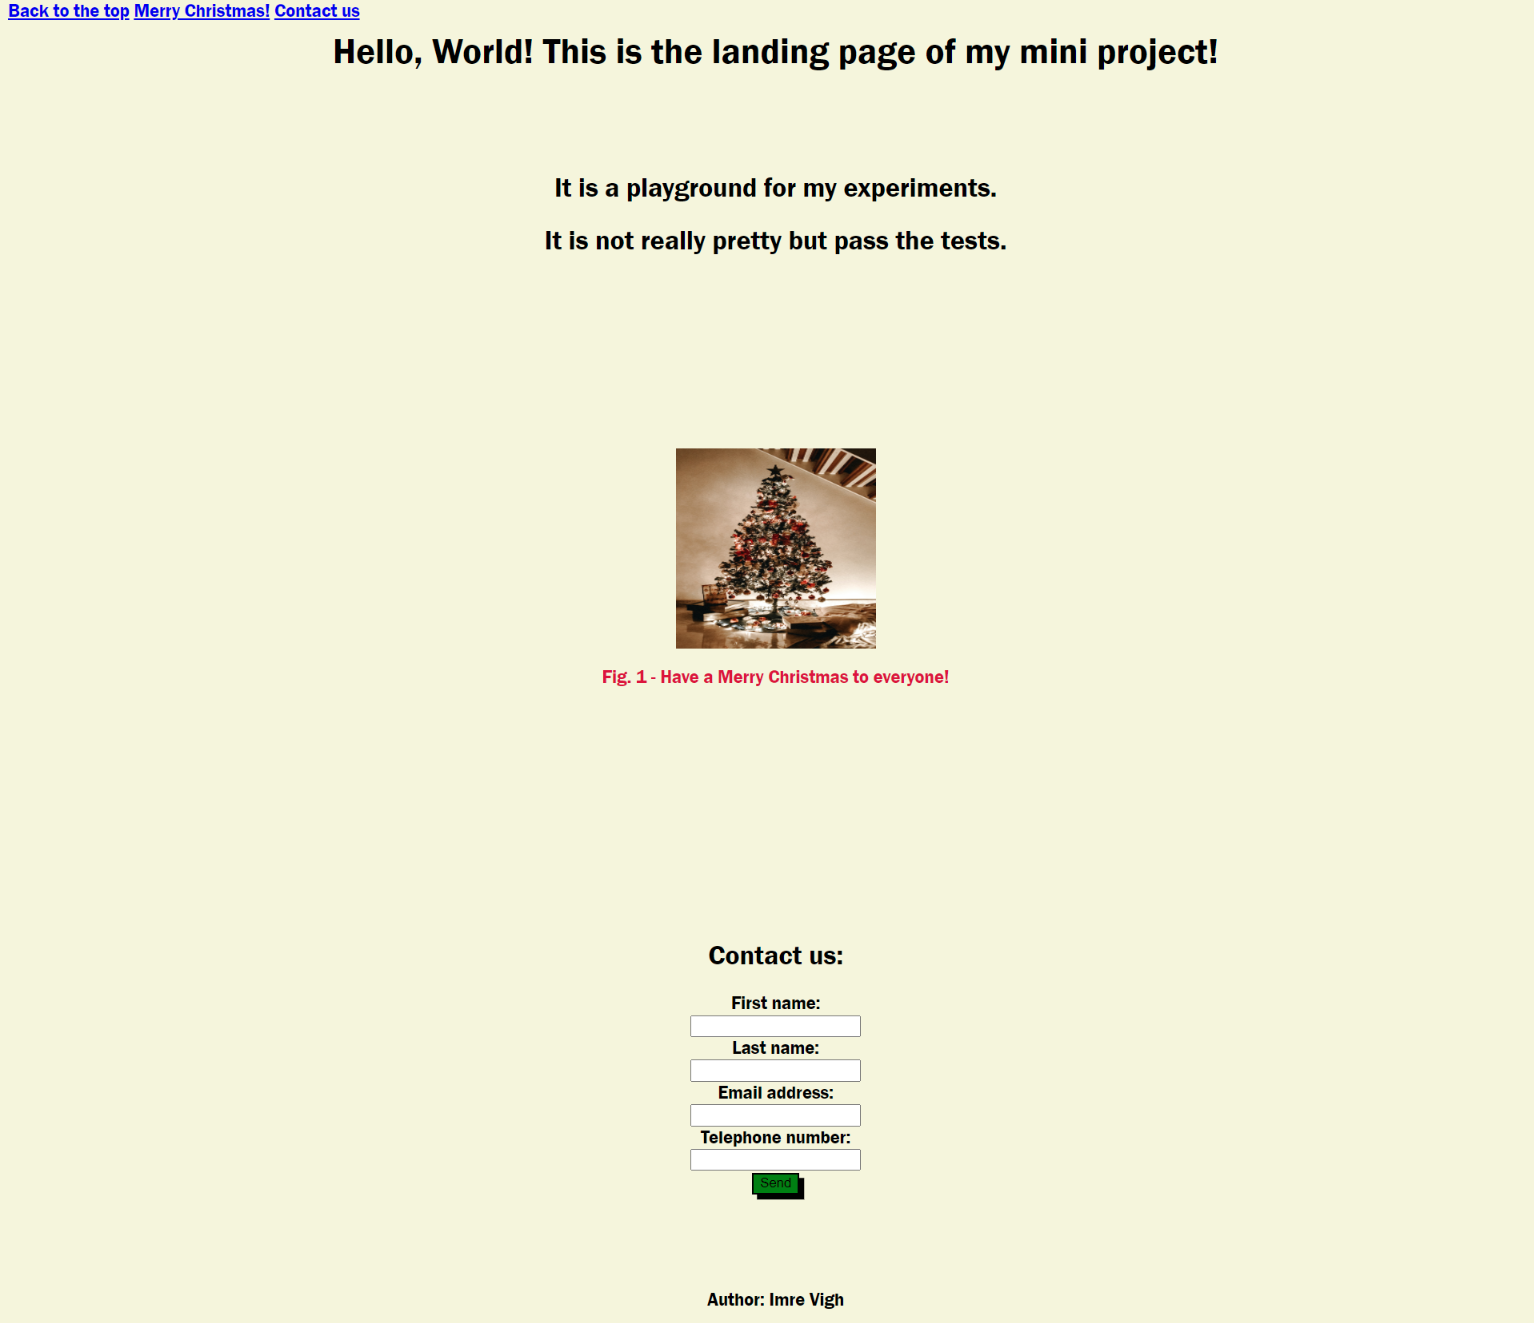 Back to the top Merry Christmas! Contact us
Hello, World! This is the landing page of my mini project!
It is a playground for my experiments.
It is not really pretty but pass the tests.
Fig. 1 - Have a Merry Christmas to everyone!
Contact us:
First name:
Last name:
Email address:
Telephone number:
Send
Author: Imre Vigh